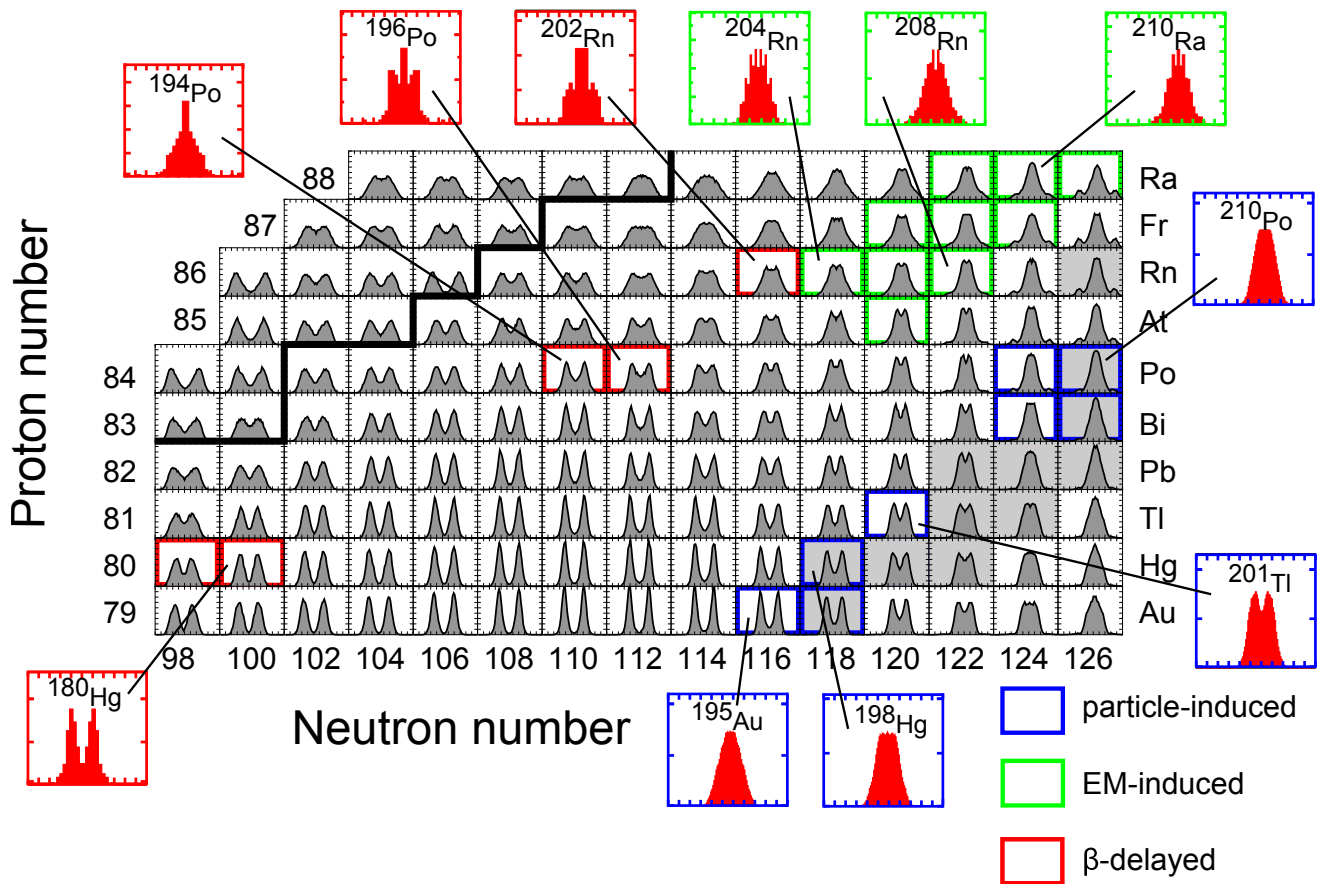 196Po
202Rn
204Rn
208Rn
210Ra
194Po
88
Ra
87
Fr
210Po
86
Rn
85
At
84
Po
83
Bi
82
Pb
81
Tl
80
Hg
79
Au
Proton number
98 100 102 104 106 108 110 112 114 116 118 120 122 124 126
201Tl
180Hg
Neutron number
195Au
198Hg
particle-induced
EM-induced
β-delayed